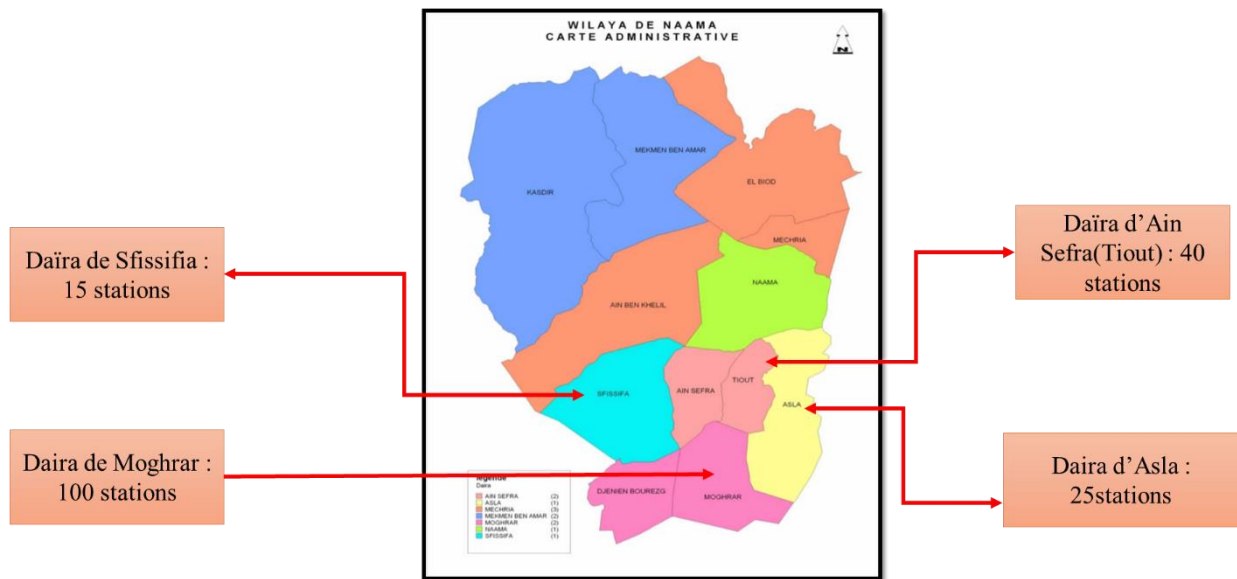 WILAYA DE NAAMA
CARTE ADMINISTRATIVE
N
MEKMEN BEN AMAR
KASDIR
EL BIOD
MECHRIA
NAAMA
AIN BEN KHELIL
SFISSIFA
AIN SEFRA
TIOUT
ASLA
DJENIEN BOUREZG
MOGHRAR
Daïra de Sfissifia :
15 stations
Daira de Moghrar :
100 stations
Daïra d’Ain
Sefra(Tiout) : 40
stations
Daira d’Asla :
25stations
légende
Daira
AIN SEFRA (2)
ASLA (1)
MECHRIA (3)
MEKMEN BEN AMAR (2)
MOGHRAR (2)
NAAMA (1)
SFISSIFA (1)